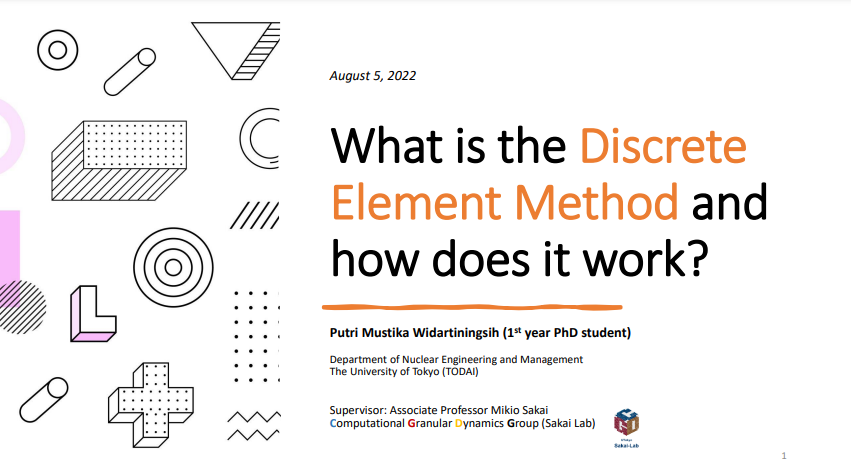 August 5, 2022
What is the Discrete
Element Method and
how does it work?
Putri Mustika Widartiningsih (1st year PhD student)
Department of Nuclear Engineering and Management
The University of Tokyo (TODAI)
Supervisor: Associate Professor Mikio Sakai
Computational Granular Dynamics Group (Sakai Lab)
Sakai-Lab
1